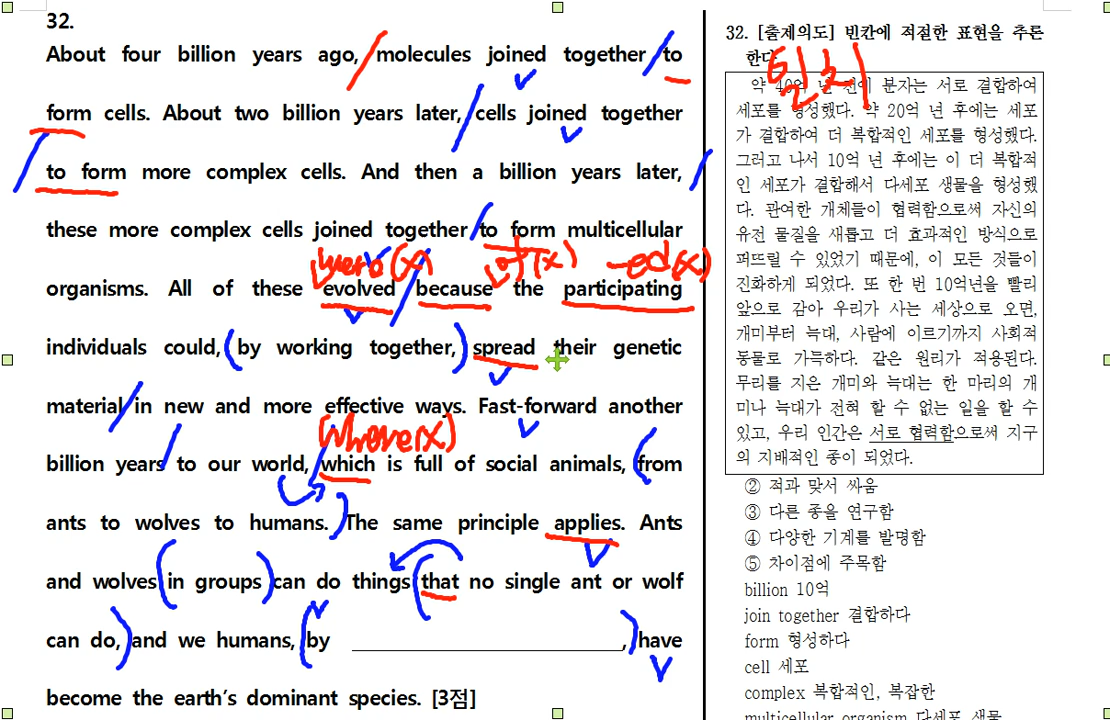 32.
About four billion years ago, molecules joined together to
form cells. About two billion years later, cells joined together
to form more complex cells. And then a billion years later,
these more complex cells joined together to form multicellular
were(x) of(x) -ed(x)
organisms. All of these evolved because the participating
individuals could, by working together, spread their genetic
material in new and more effective ways. Fast-forward another
where(x)
billion years to our world, which is full of social animals, from
ants to wolves to humans. The same principle applies. Ants
and wolves in groups can do things that no single ant or wolf
can do, and we humans, by ____________, have
become the earth's dominant species. [3점]
32. [출제의도] 빈칸에 적절한 표현을 추론
한다.
약 40억 년 전에 분자는 서로 결합하여
세포를 형성했다. 약 20억 년 후에는 세포
가 결합하여 더 복합적인 세포를 형성했다.
그리고 나서 10억 년 후에는 이 더 복합적
인 세포가 결합해서 다세포 생물을 형성했
다. 관여한 개체들이 협력함으로써 자신의
유전 물질을 새롭고 더 효과적인 방식으로
퍼뜨릴 수 있었기 때문에, 이 모든 것들이
진화하게 되었다. 또 한 번 10억년을 빨리
앞으로 감아 우리가 사는 세상으로 오면,
개미부터 늑대, 사람에 이르기까지 사회적
동물로 가득하다. 같은 원리가 적용된다.
무리를 지은 개미와 늑대는 한 마리의 개
미나 늑대가 전혀 할 수 없는 일을 할 수
있고, 우리 인간은 서로 협력함으로써 지구
의 지배적인 종이 되었다.
② 적과 맞서 싸움
③ 다른 종을 연구함
④ 다양한 기계를 발명함
⑤ 차이점에 주목함
billion 10억
join together 결합하다
form 형성하다
cell 세포
complex 복합적인, 복잡한
multicellular organism 다세포 생물